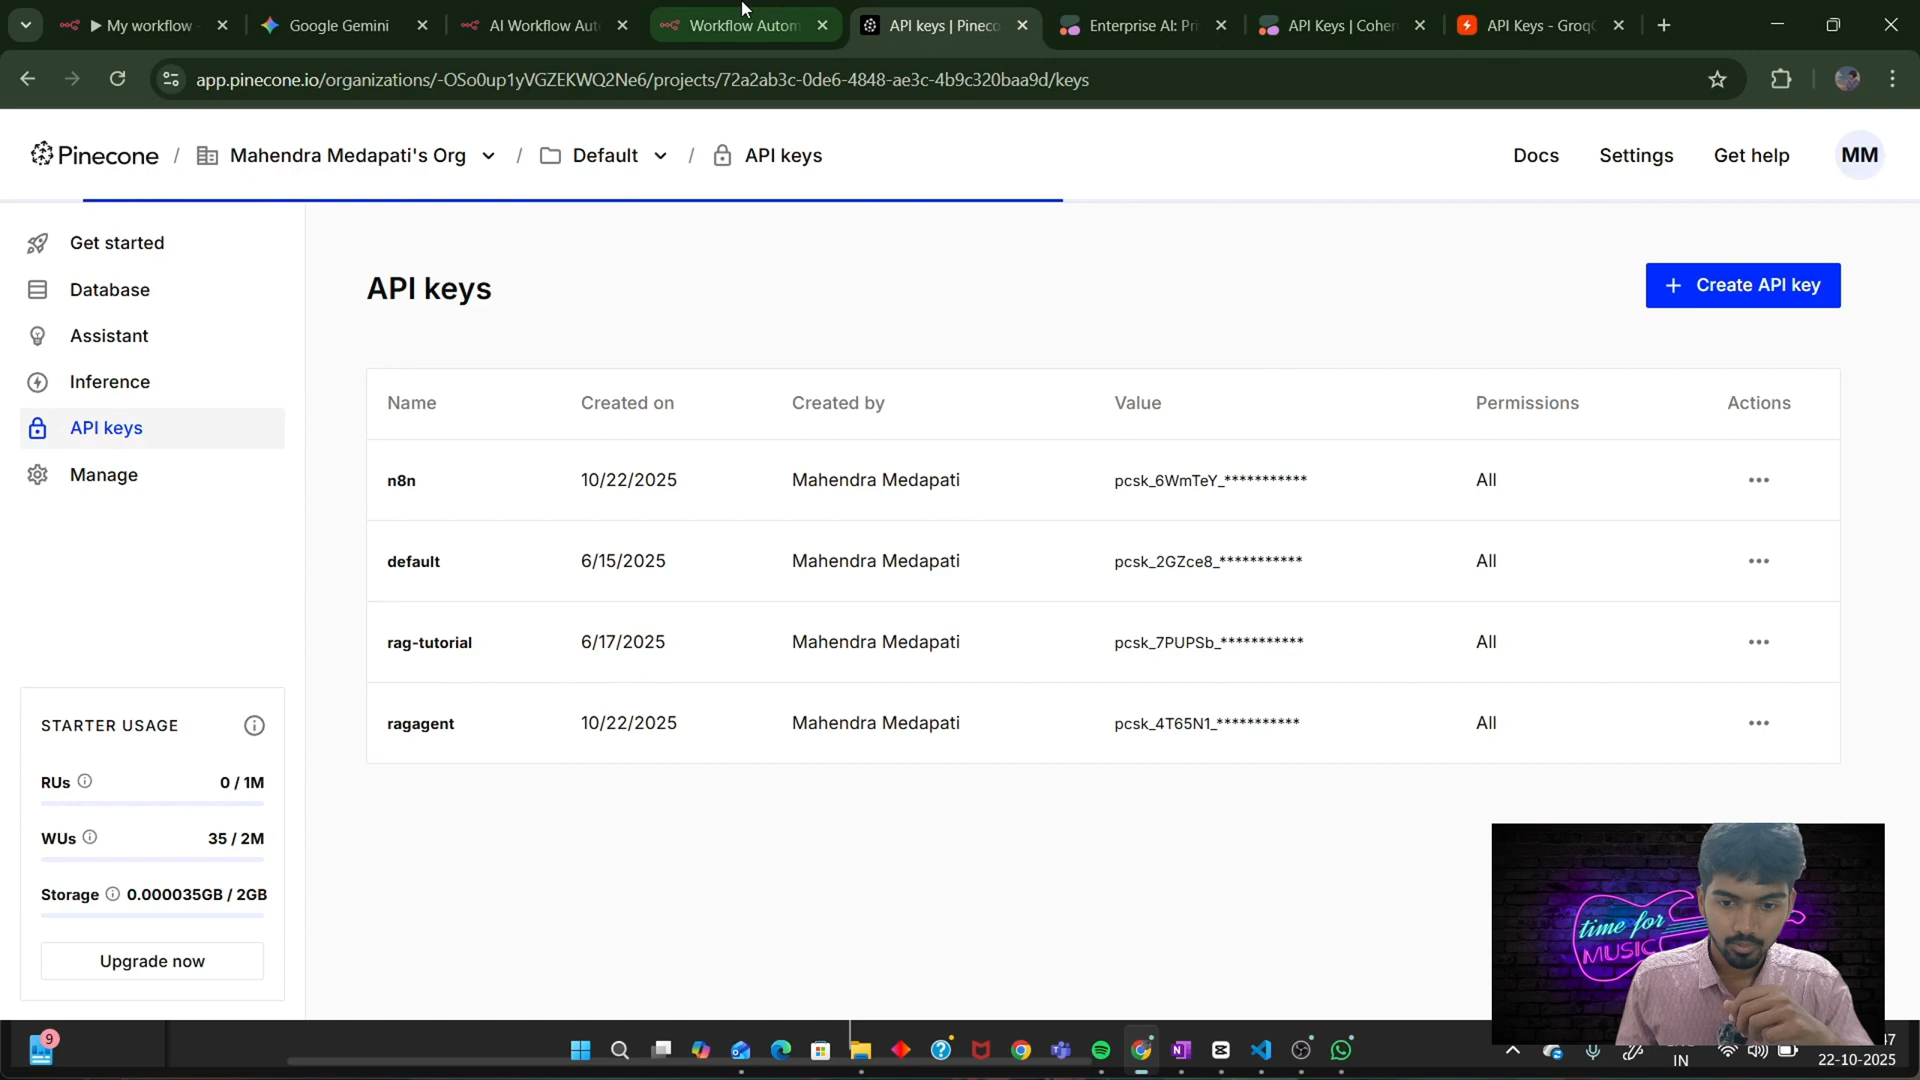 My workflow
Google Gemini
AI Workflow Aut
Workflow Autom
API keys | Pineco
Enterprise AI: Pri
API Keys | Coher
API Keys - Groq
app.pinecone.io/organizations/-OSo0up1yVGZEKWQ2Ne6/projects/72a2ab3c-0de6-4848-ae3c-4b9c320baa9d/keys
Pinecone / Mahendra Medapati's Org / Default / API keys
Docs Settings Get help MM
Get started
Database
Assistant
Inference
API keys
Manage
API keys
+ Create API key
Name Created on Created by Value Permissions Actions
n8n 10/22/2025 Mahendra Medapati pcsk_6WmTeY_*********** All
default 6/15/2025 Mahendra Medapati pcsk_2GZce8_*********** All
rag-tutorial 6/17/2025 Mahendra Medapati pcsk_7PUPSb_*********** All
ragagent 10/22/2025 Mahendra Medapati pcsk_4T65N1_*********** All
STARTER USAGE
RUs 0 / 1M
WUs 35 / 2M
Storage 0.000035GB / 2GB
Upgrade now
time for
MUSIC
9
IN
47
22-10-2025